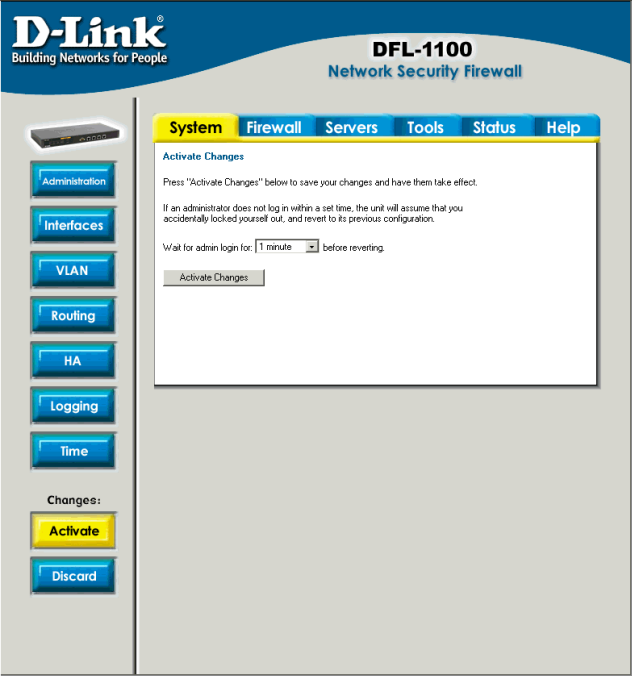 D-Link®
Building Networks for People
DFL-1100
Network Security Firewall
System Firewall Servers Tools Status Help
Administration
Interfaces
VLAN
Routing
HA
Logging
Time
Changes:
Activate
Discard
Activate Changes
Press "Activate Changes" below to save your changes and have them take effect.
If an administrator does not log in within a set time, the unit will assume that you
accidentally locked yourself out, and revert to its previous configuration.
Wait for admin login for: 1 minute before reverting.
Activate Changes